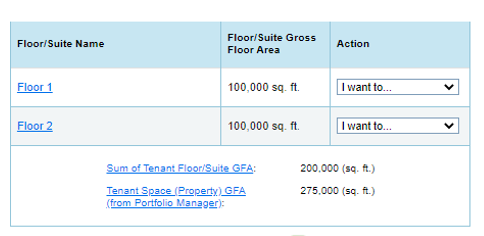 Floor/Suite Name
Floor/Suite Gross
Floor Area
Action
Floor 1
100,000 sq. ft.
I want to...
Floor 2
100,000 sq. ft.
I want to...
Sum of Tenant Floor/Suite GFA:
200,000 (sq. ft.)
Tenant Space (Property) GFA
(from Portfolio Manager):
275,000 (sq. ft.)